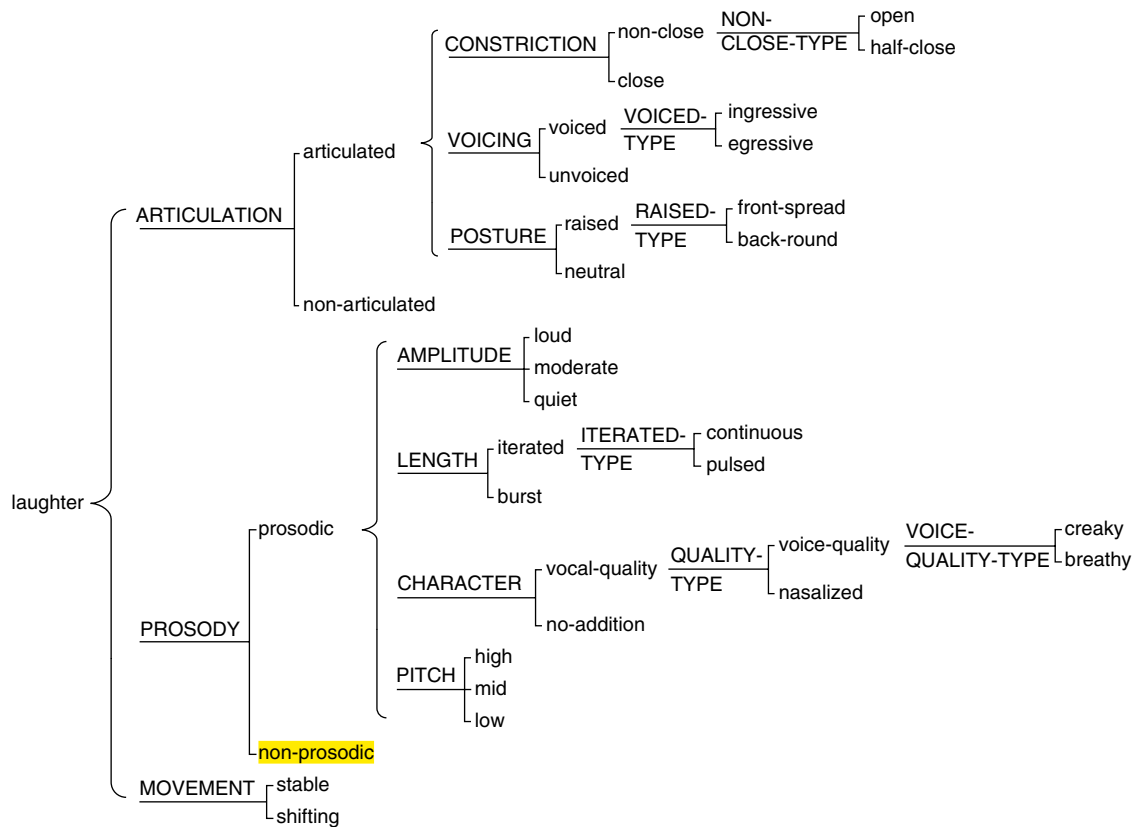 laughter
ARTICULATION
articulated
CONSTRICTION
non-close
NON-
CLOSE-TYPE
open
half-close
close
VOICING
voiced
VOICED-
TYPE
ingressive
egressive
unvoiced
POSTURE
raised
RAISED-
TYPE
front-spread
back-round
neutral
non-articulated
PROSODY
prosodic
AMPLITUDE
loud
moderate
quiet
LENGTH
iterated
ITERATED-
TYPE
continuous
pulsed
burst
CHARACTER
vocal-quality
QUALITY-
TYPE
voice-quality
VOICE-
QUALITY-TYPE
creaky
breathy
nasalized
no-addition
PITCH
high
mid
low
non-prosodic
MOVEMENT
stable
shifting